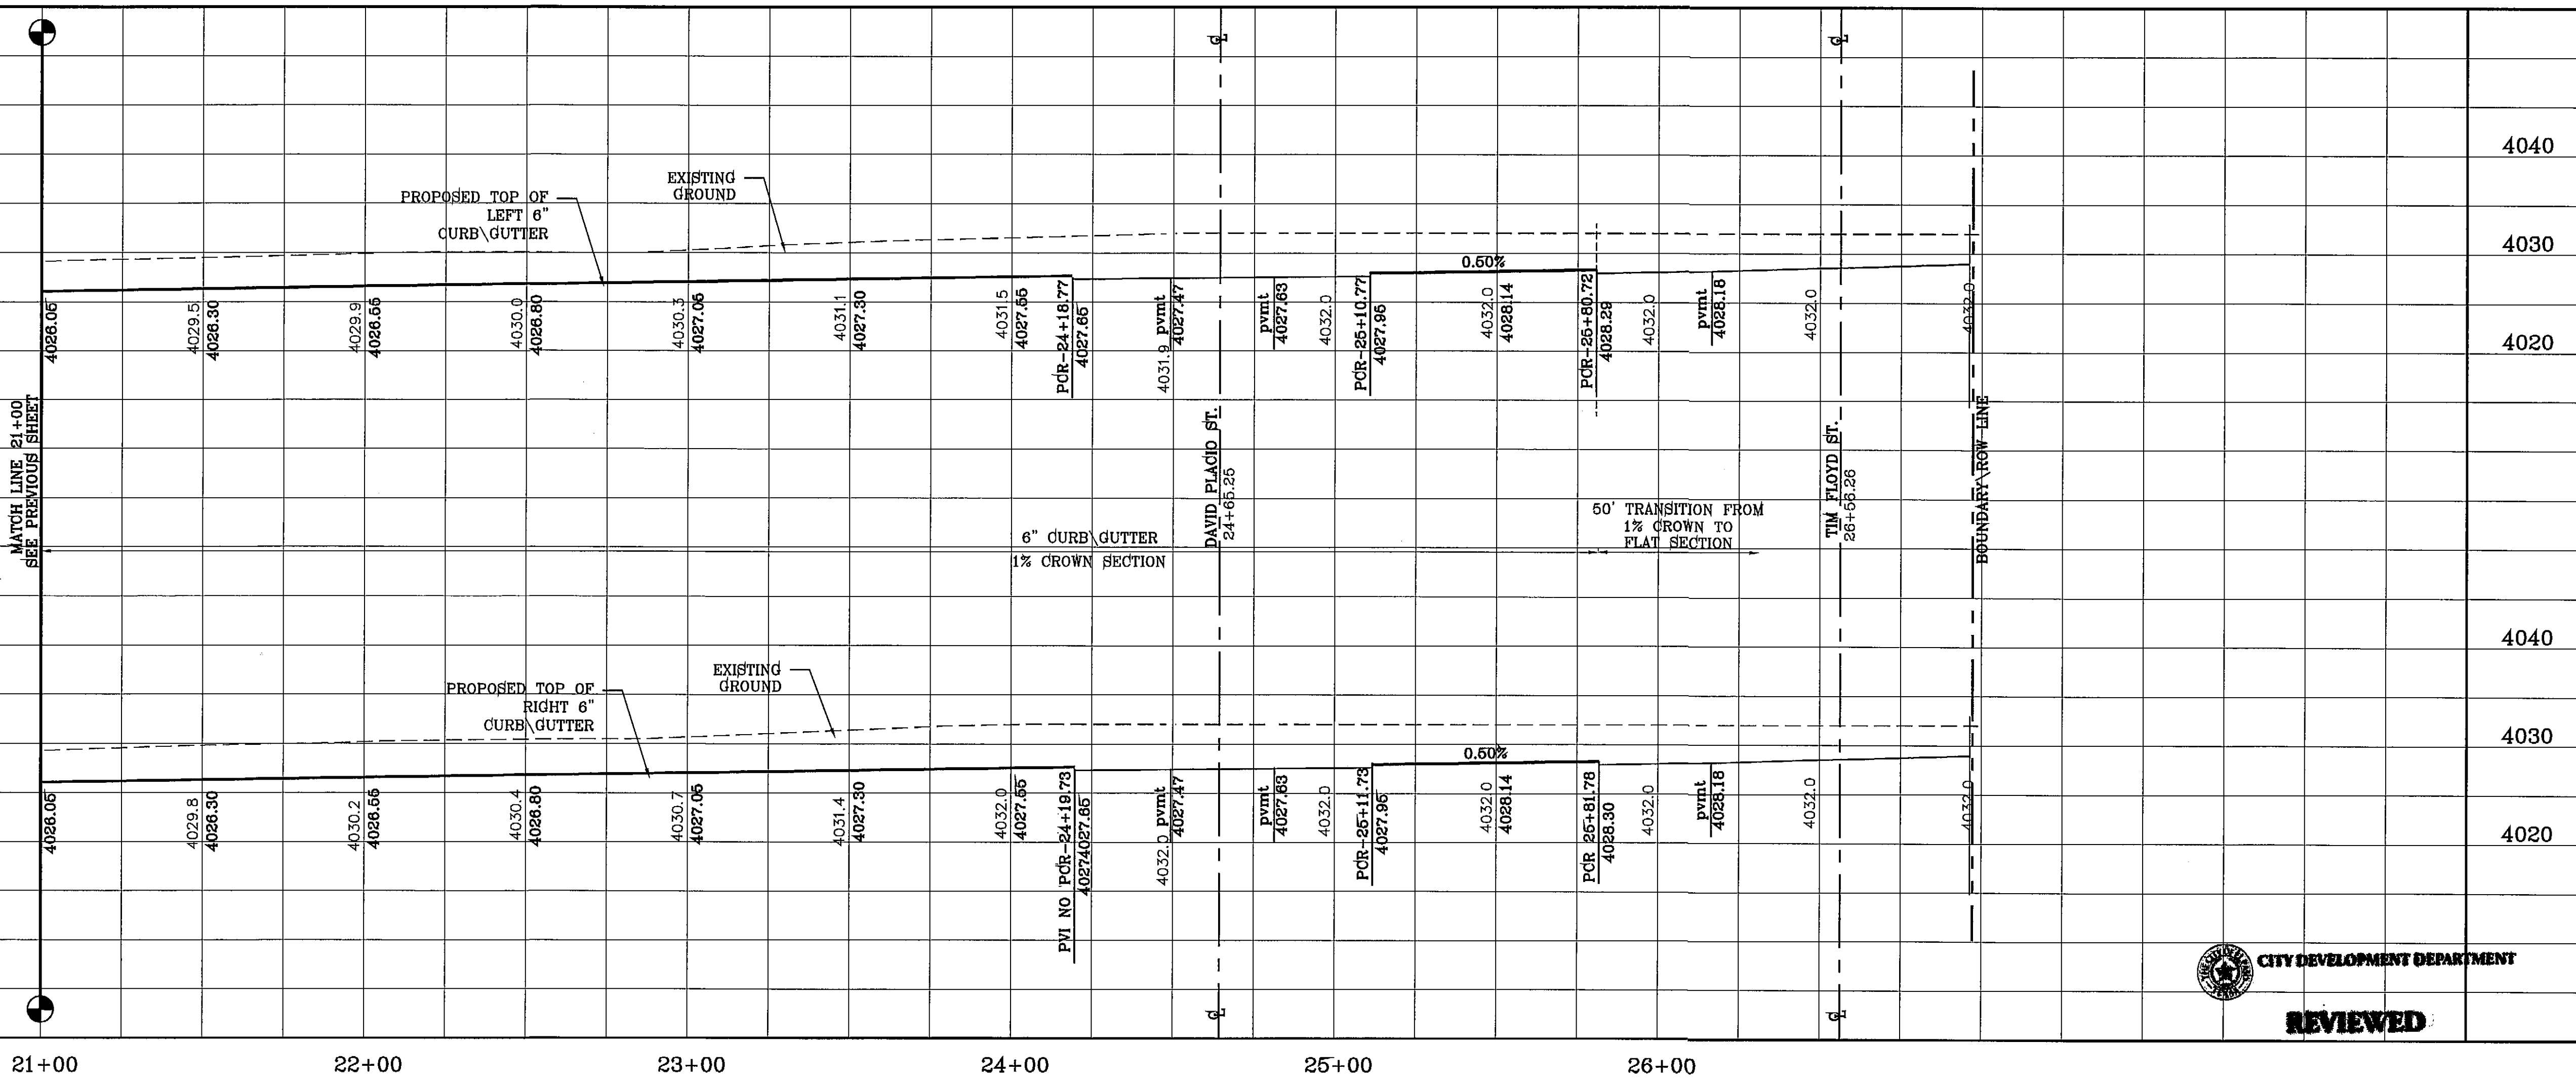 ℄
℄
4040
4030
4020
PROPOSED TOP OF
LEFT 6"
CURB\GUTTER
EXISTING
GROUND
0.50%
4026.05
4029.5
4026.30
4029.9
4026.55
4030.0
4026.80
4030.3
4027.05
4031.1
4027.30
4031.5
4027.55
PCR-24+18.77
4027.65
4031.9 pvmt
4027.47
pvmt
4027.63
4032.0
PCR-25+10.77
4027.95
4032.0
4028.14
PCR-25+80.72
4028.29
4032.0
pvmt
4028.18
4032.0
4032.0
MATCH LINE 21+00
SEE PREVIOUS SHEET
DAVID PLACIO ST.
24+65.25
TIM FLOYD ST.
26+56.26
BOUNDARY\ROW LINE
6" CURB\GUTTER
1% CROWN SECTION
50' TRANSITION FROM
1% CROWN TO
FLAT SECTION
4040
4030
4020
PROPOSED TOP OF
RIGHT 6"
CURB\GUTTER
EXISTING
GROUND
0.50%
4026.05
4029.8
4026.30
4030.2
4026.55
4030.4
4026.80
4030.7
4027.05
4031.4
4027.30
4032.0
4027.55
PVI NO PCR-24+19.73
40274027.65
4032.0 pvmt
4027.47
pvmt
4027.63
4032.0
PCR-25+11.73
4027.95
4032.0
4028.14
PCR 25+81.78
4028.30
4032.0
pvmt
4028.18
4032.0
4032.0
℄
℄
CITY DEVELOPMENT DEPARTMENT
REVIEWED
21+00
22+00
23+00
24+00
25+00
26+00